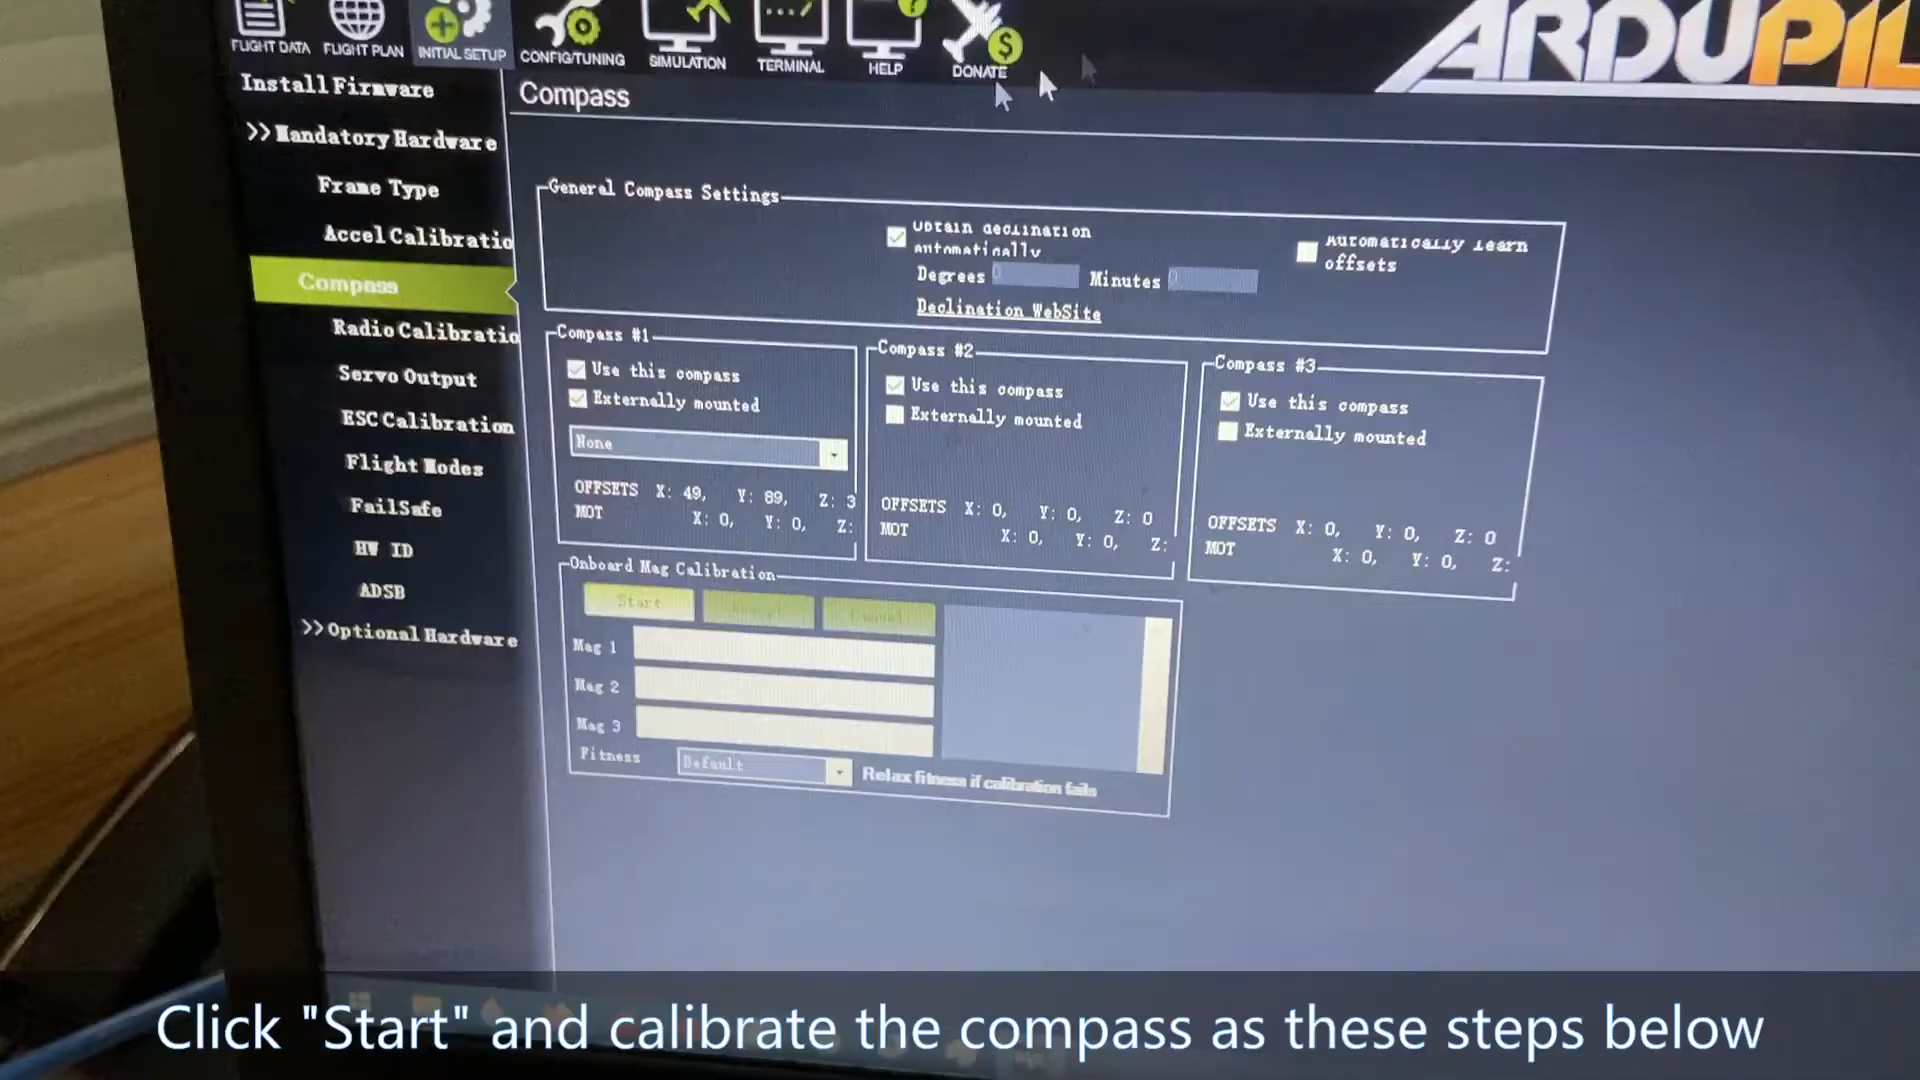 FLIGHT DATA
FLIGHT PLAN
INITIAL SETUP
CONFIG/TUNING
SIMULATION
TERMINAL
HELP
DONATE
ARDUPIL
Install Firmware
>>Mandatory Hardware
Frame Type
Accel Calibratio
Compass
Radio Calibratio
Servo Output
ESC Calibration
Flight Modes
FailSafe
HW ID
ADSB
>>Optional Hardware
Compass
General Compass Settings
Obtain declination
automatically
Degrees 0 Minutes 0
Declination WebSite
Automatically learn
offsets
Compass #1
Use this compass
Externally mounted
None
OFFSETS X: 49, Y: 89, Z: 3
MOT X: 0, Y: 0, Z:
Compass #2
Use this compass
Externally mounted
OFFSETS X: 0, Y: 0, Z: 0
MOT X: 0, Y: 0, Z:
Compass #3
Use this compass
Externally mounted
OFFSETS X: 0, Y: 0, Z: 0
MOT X: 0, Y: 0, Z:
Onboard Mag Calibration
Start
Mag 1
Mag 2
Mag 3
Fitness Default Relax fitness if calibration fails
Click "Start" and calibrate the compass as these steps below